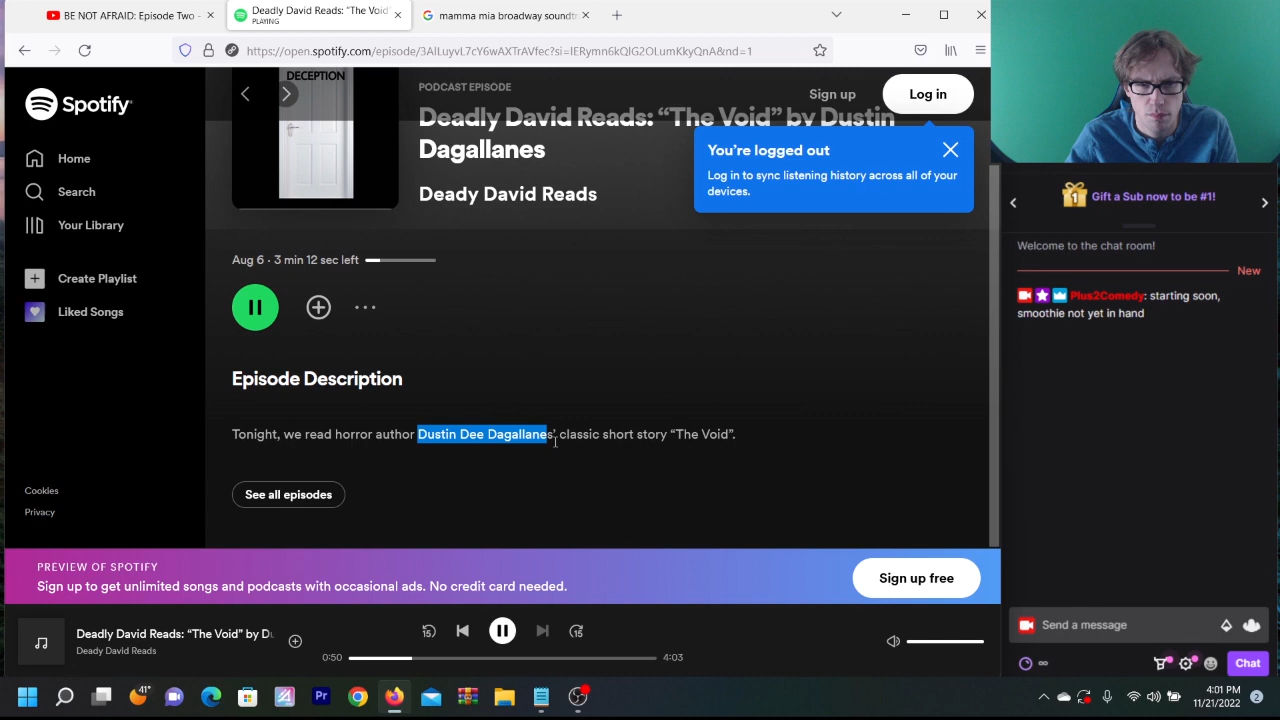 BE NOT AFRAID: Episode Two -
Deadly David Reads: "The Void"
PLAYING
mamma mia broadway soundt
https://open.spotify.com/episode/3AlLuyvL7cY6wAXTrAVfec?si=IERymn6kQlG2OLumKkyQnA&nd=1
Spotify
Home
Search
Your Library
Create Playlist
Liked Songs
Cookies
Privacy
DECEPTION
PODCAST EPISODE
Deadly David Reads: “The Void” by Dustin
Dagallanes
Deady David Reads
Sign up
Log in
You’re logged out
Log in to sync listening history across all of your
devices.
Aug 6 · 3 min 12 sec left
Episode Description
Tonight, we read horror author Dustin Dee Dagallanes’ classic short story “The Void”.
See all episodes
PREVIEW OF SPOTIFY
Sign up to get unlimited songs and podcasts with occasional ads. No credit card needed.
Sign up free
Deadly David Reads: “The Void” by Du
Deady David Reads
15
15
0:50
4:03
1
Gift a Sub now to be #1!
Welcome to the chat room!
New
Plus2Comedy: starting soon,
smoothie not yet in hand
Send a message
Chat
41°
Pr
4:01 PM
11/21/2022
2